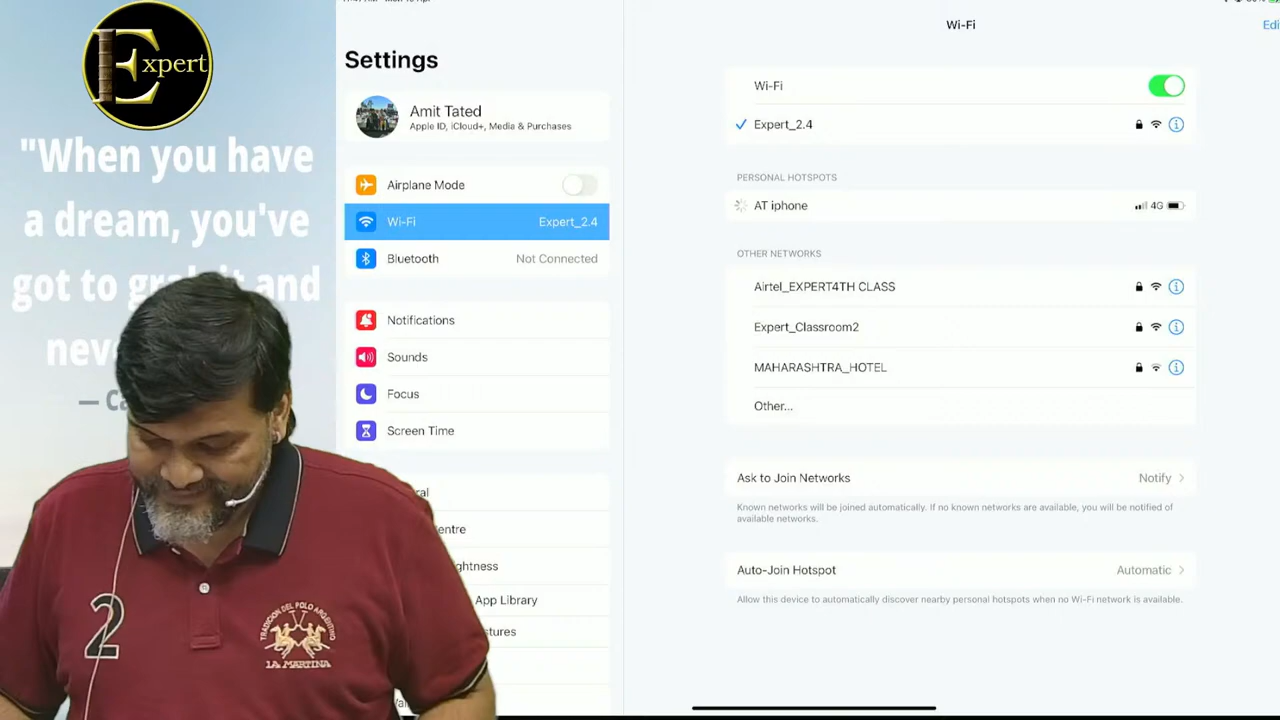 Expert
"When you have
a dream, you've
got to grab it and
Settings
Amit Tated
Apple ID, iCloud+, Media & Purchases
Airplane Mode
Wi-Fi Expert_2.4
Bluetooth Not Connected
Notifications
Sounds
Focus
Screen Time
App Library
2
TRADICION DEL POLO ARGENTINO
LA MARTINA
Wi-Fi
Wi-Fi
Expert_2.4
PERSONAL HOTSPOTS
AT iphone 4G
OTHER NETWORKS
Airtel_EXPERT4TH CLASS
Expert_Classroom2
MAHARASHTRA_HOTEL
Other...
Ask to Join Networks Notify
Known networks will be joined automatically. If no known networks are available, you will be notified of
available networks.
Auto-Join Hotspot Automatic
Allow this device to automatically discover nearby personal hotspots when no Wi-Fi network is available.